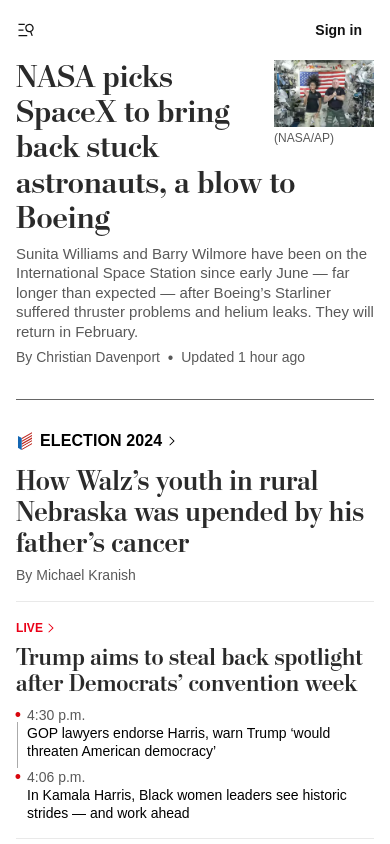 Sign in
NASA picks
SpaceX to bring
back stuck
astronauts, a blow to
Boeing
(NASA/AP)
Sunita Williams and Barry Wilmore have been on the
International Space Station since early June — far
longer than expected — after Boeing’s Starliner
suffered thruster problems and helium leaks. They will
return in February.
By Christian Davenport • Updated 1 hour ago
ELECTION 2024
How Walz’s youth in rural
Nebraska was upended by his
father’s cancer
By Michael Kranish
LIVE
Trump aims to steal back spotlight
after Democrats’ convention week
4:30 p.m.
GOP lawyers endorse Harris, warn Trump ‘would
threaten American democracy’
4:06 p.m.
In Kamala Harris, Black women leaders see historic
strides — and work ahead